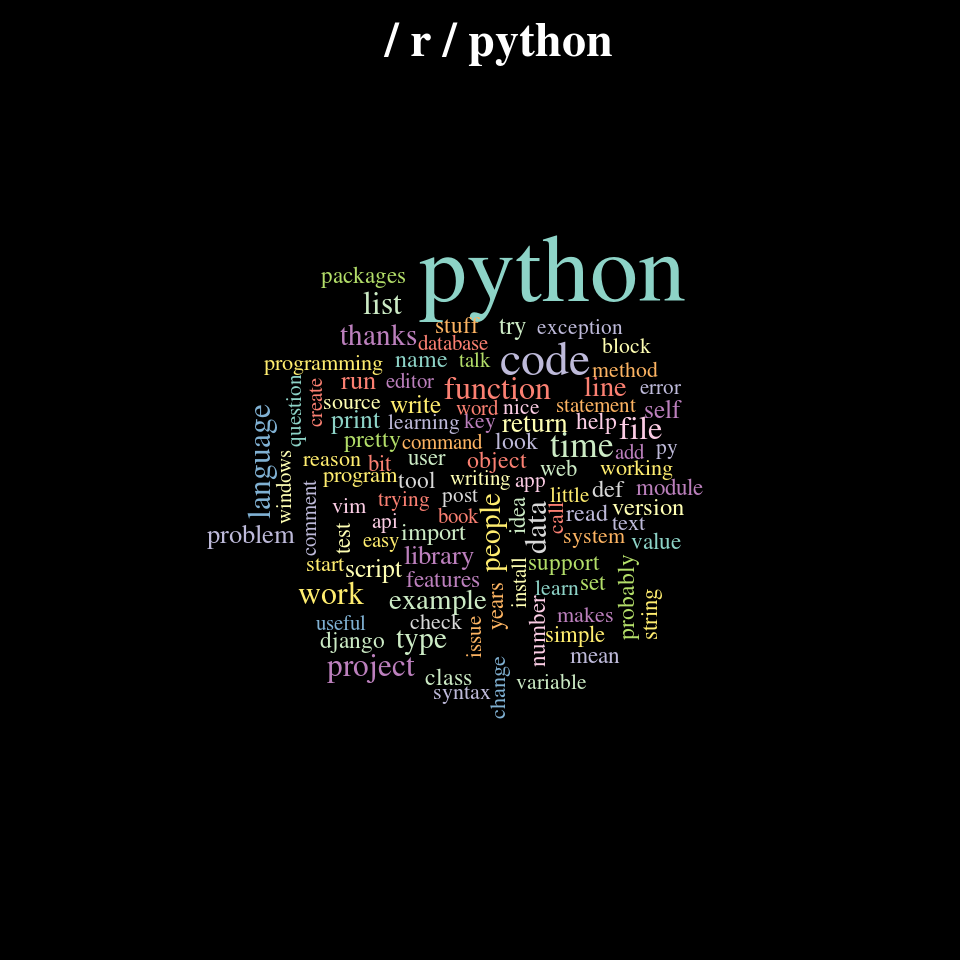 / r / python
python
packages
list
stuff
try
exception
thanks
database
code
block
programming
name
talk
method
question
create
run
editor
function
line
error
source
write
word
nice
statement
self
print
learning
key
return
help
file
language
pretty
command
look
time
add
py
windows
reason
bit
user
object
web
working
program
tool
writing
app
little
def
module
comment
vim
trying
post
people
idea
data
call
read
version
problem
test
api
book
text
easy
import
system
value
start
script
library
features
install
support
work
example
years
learn
set
probably
string
useful
check
issue
number
makes
django
type
simple
project
mean
class
syntax
change
variable